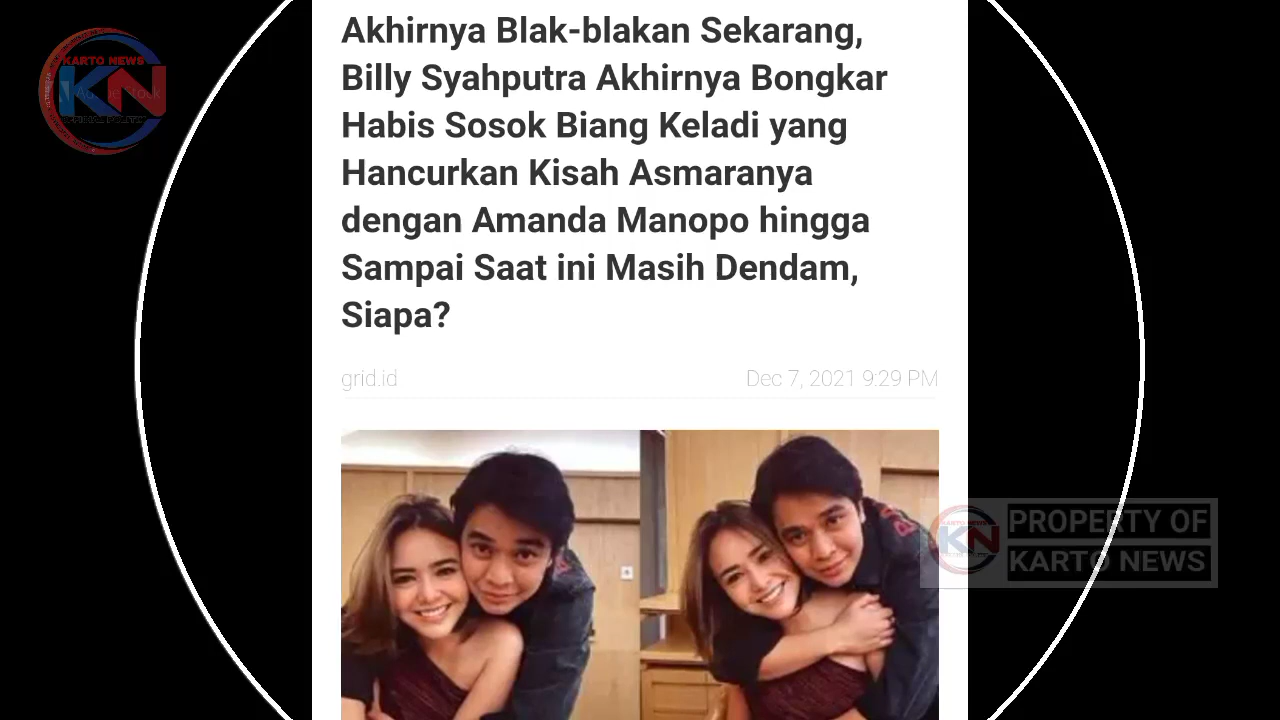 KARTO NEWS
KN
Akhirnya Blak-blakan Sekarang,
Billy Syahputra Akhirnya Bongkar
Habis Sosok Biang Keladi yang
Hancurkan Kisah Asmaranya
dengan Amanda Manopo hingga
Sampai Saat ini Masih Dendam,
Siapa?
grid.id
Dec 7, 2021 9:29 PM
KARTO NEWS
KN
PROPERTY OF
KARTO NEWS